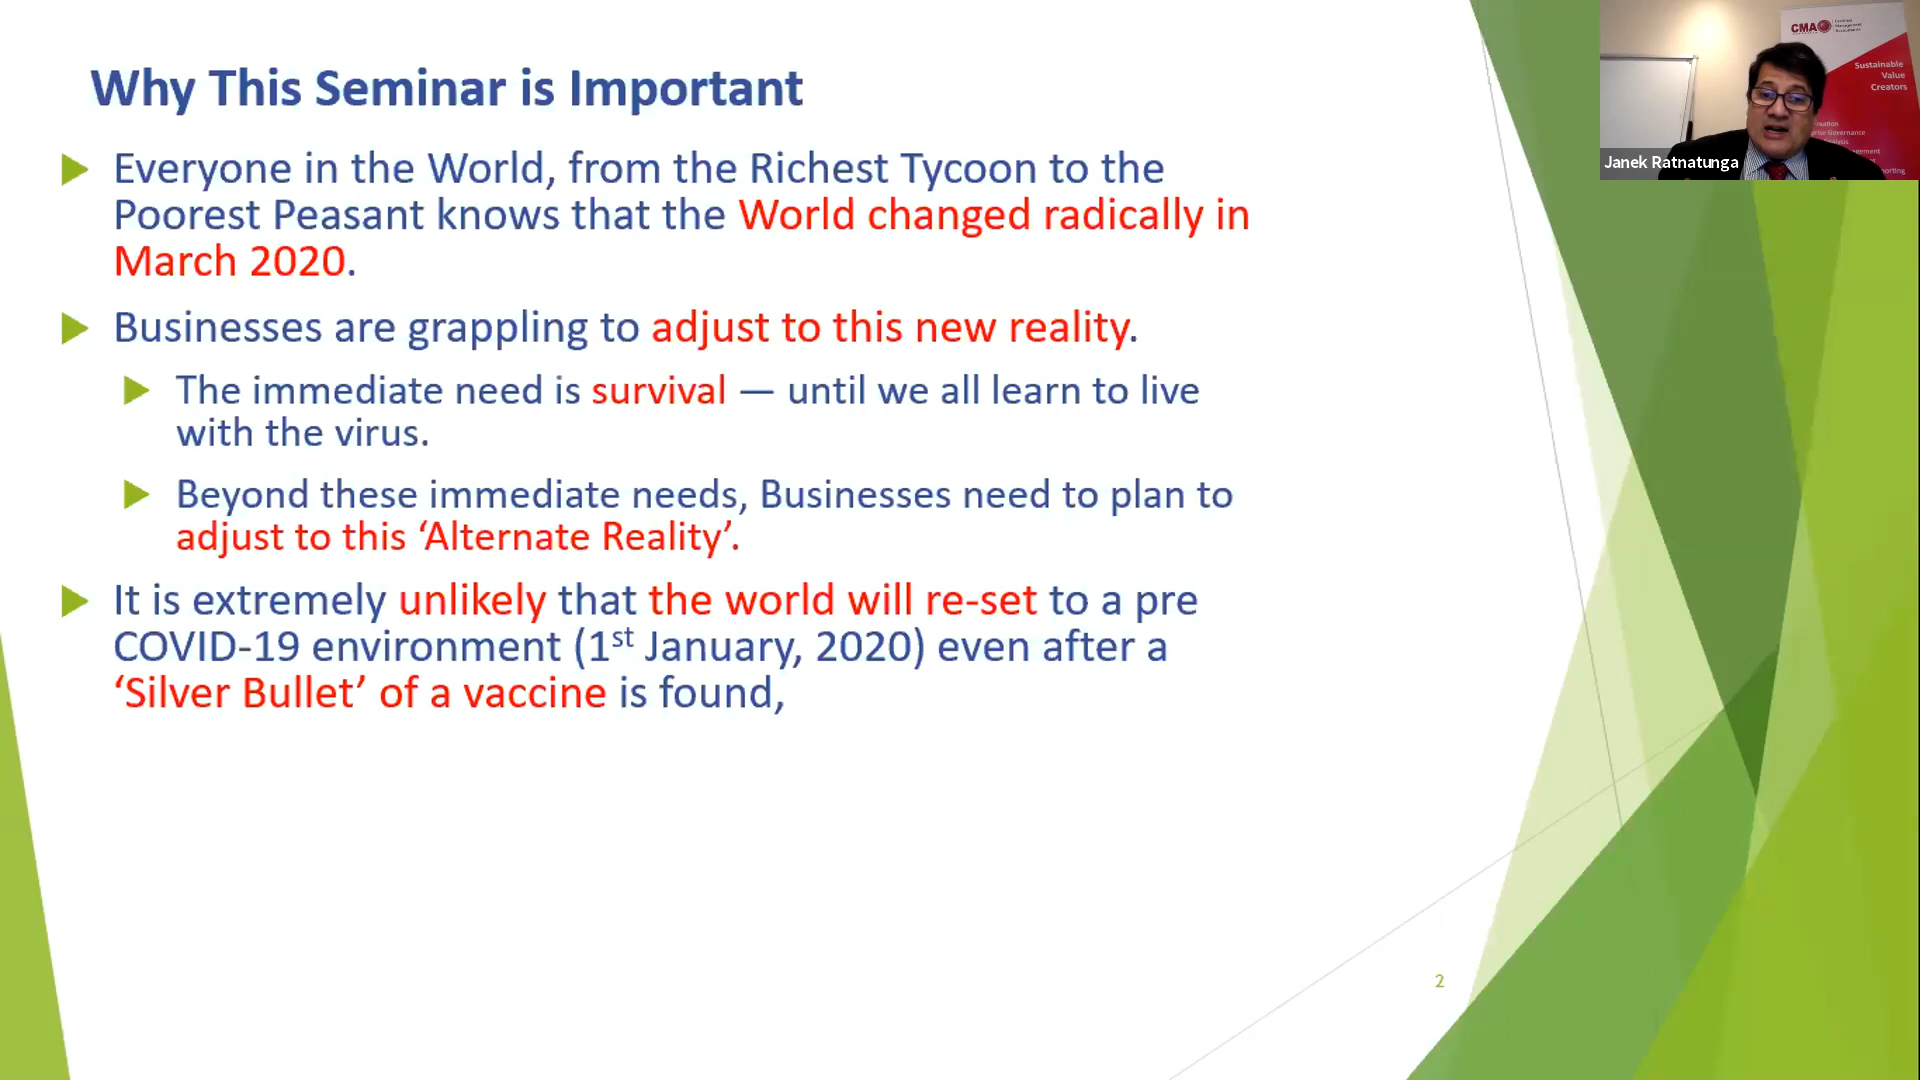 Why This Seminar is Important
Everyone in the World, from the Richest Tycoon to the
Poorest Peasant knows that the World changed radically in
March 2020.
Businesses are grappling to adjust to this new reality.
The immediate need is survival — until we all learn to live
with the virus.
Beyond these immediate needs, Businesses need to plan to
adjust to this ‘Alternate Reality’.
It is extremely unlikely that the world will re-set to a pre
COVID-19 environment (1st January, 2020) even after a
‘Silver Bullet’ of a vaccine is found,
2
CMA
Sustainable
Value
Creators
Janek Ratnatunga